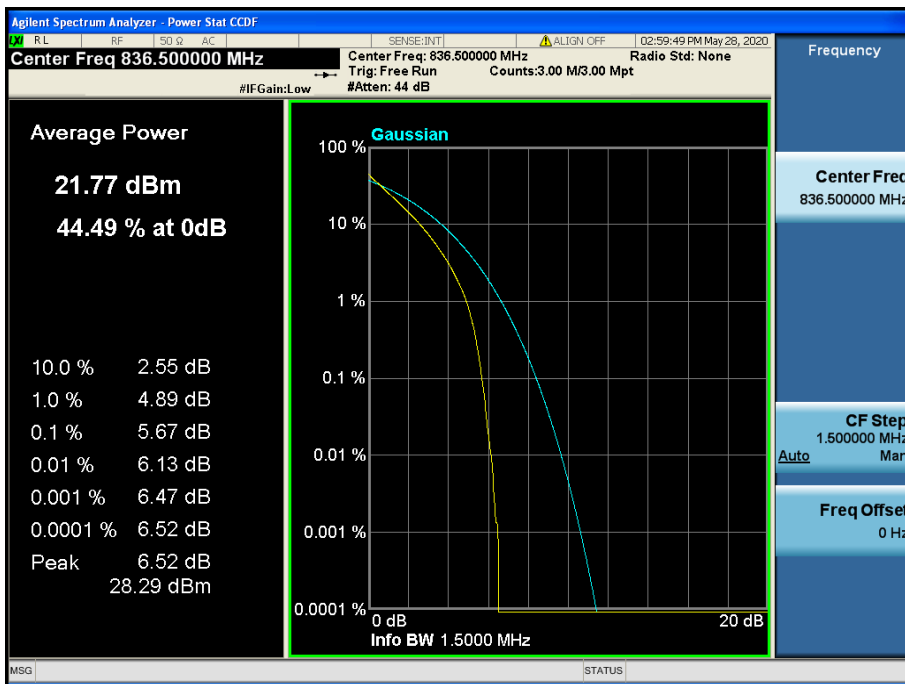 Agilent Spectrum Analyzer - Power Stat CCDF
LXI RL RF 50 Ω AC SENSE:INT ALIGN OFF 02:59:49 PM May 28, 2020
Center Freq 836.500000 MHz
Center Freq: 836.500000 MHz Radio Std: None
Trig: Free Run Counts:3.00 M/3.00 Mpt
#IFGain:Low #Atten: 44 dB
Frequency
Average Power
21.77 dBm
44.49 % at 0dB
10.0 % 2.55 dB
1.0 % 4.89 dB
0.1 % 5.67 dB
0.01 % 6.13 dB
0.001 % 6.47 dB
0.0001 % 6.52 dB
Peak 6.52 dB
28.29 dBm
Gaussian
100 %
10 %
1 %
0.1 %
0.01 %
0.001 %
0.0001 %
0 dB 20 dB
Info BW 1.5000 MHz
Center Freq
836.500000 MHz
CF Step
1.500000 MHz
Auto Man
Freq Offset
0 Hz
MSG STATUS